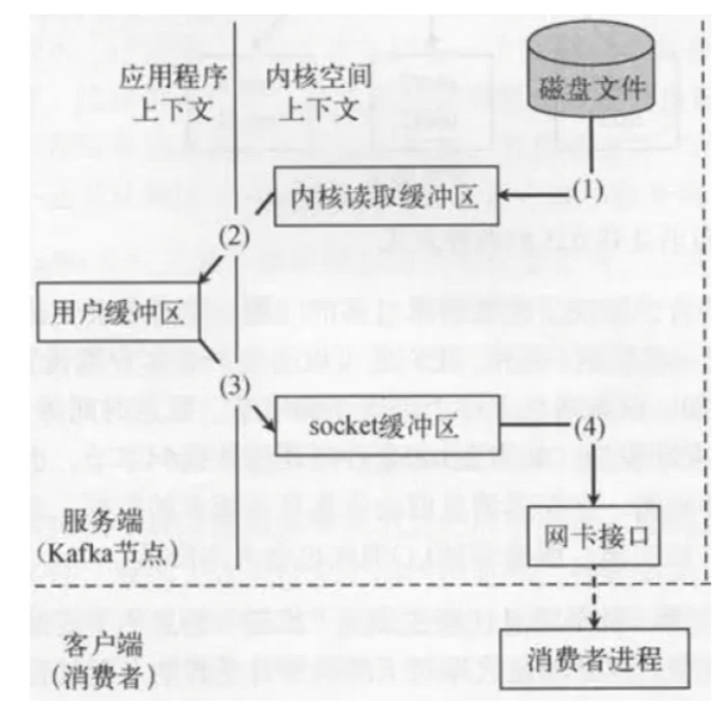 应用程序
上下文
内核空间
上下文
磁盘文件
(1)
内核读取缓冲区
(2)
用户缓冲区
(3)
socket缓冲区
(4)
服务端
(Kafka节点)
网卡接口
客户端
(消费者)
消费者进程